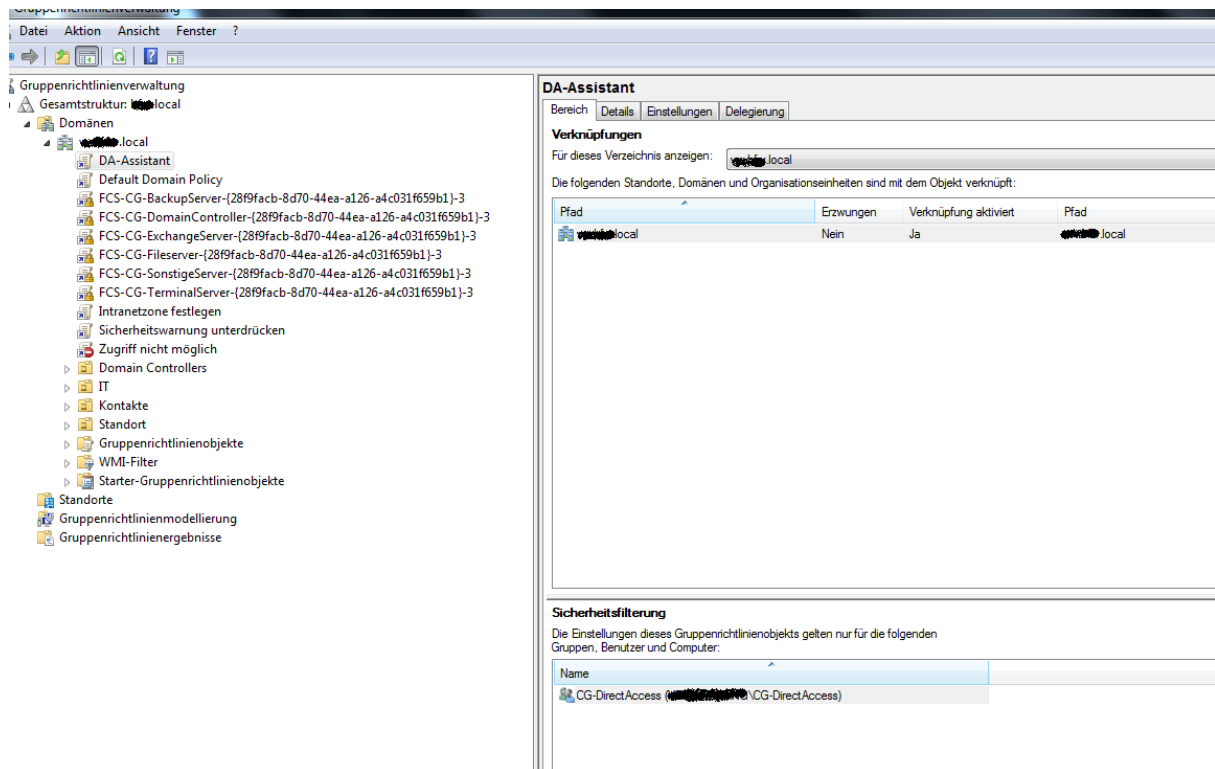 Gruppenrichtlinienverwaltung
Datei Aktion Ansicht Fenster ?
Gruppenrichtlinienverwaltung
Gesamtstruktur: local
Domänen
.local
DA-Assistant
Default Domain Policy
FCS-CG-BackupServer-{28f9facb-8d70-44ea-a126-a4c031f659b1}-3
FCS-CG-DomainController-{28f9facb-8d70-44ea-a126-a4c031f659b1}-3
FCS-CG-ExchangeServer-{28f9facb-8d70-44ea-a126-a4c031f659b1}-3
FCS-CG-Fileserver-{28f9facb-8d70-44ea-a126-a4c031f659b1}-3
FCS-CG-SonstigeServer-{28f9facb-8d70-44ea-a126-a4c031f659b1}-3
FCS-CG-TerminalServer-{28f9facb-8d70-44ea-a126-a4c031f659b1}-3
Intranetzone festlegen
Sicherheitswarnung unterdrücken
Zugriff nicht möglich
Domain Controllers
IT
Kontakte
Standort
Gruppenrichtlinienobjekte
WMI-Filter
Starter-Gruppenrichtlinienobjekte
Standorte
Gruppenrichtlinienmodellierung
Gruppenrichtlinienergebnisse
DA-Assistant
Bereich Details Einstellungen Delegierung
Verknüpfungen
Für dieses Verzeichnis anzeigen: .local
Die folgenden Standorte, Domänen und Organisationseinheiten sind mit dem Objekt verknüpft:
Pfad Erzwungen Verknüpfung aktiviert Pfad
local Nein Ja .local
Sicherheitsfilterung
Die Einstellungen dieses Gruppenrichtlinienobjekts gelten nur für die folgenden
Gruppen, Benutzer und Computer:
Name
CG-DirectAccess ( \CG-DirectAccess)